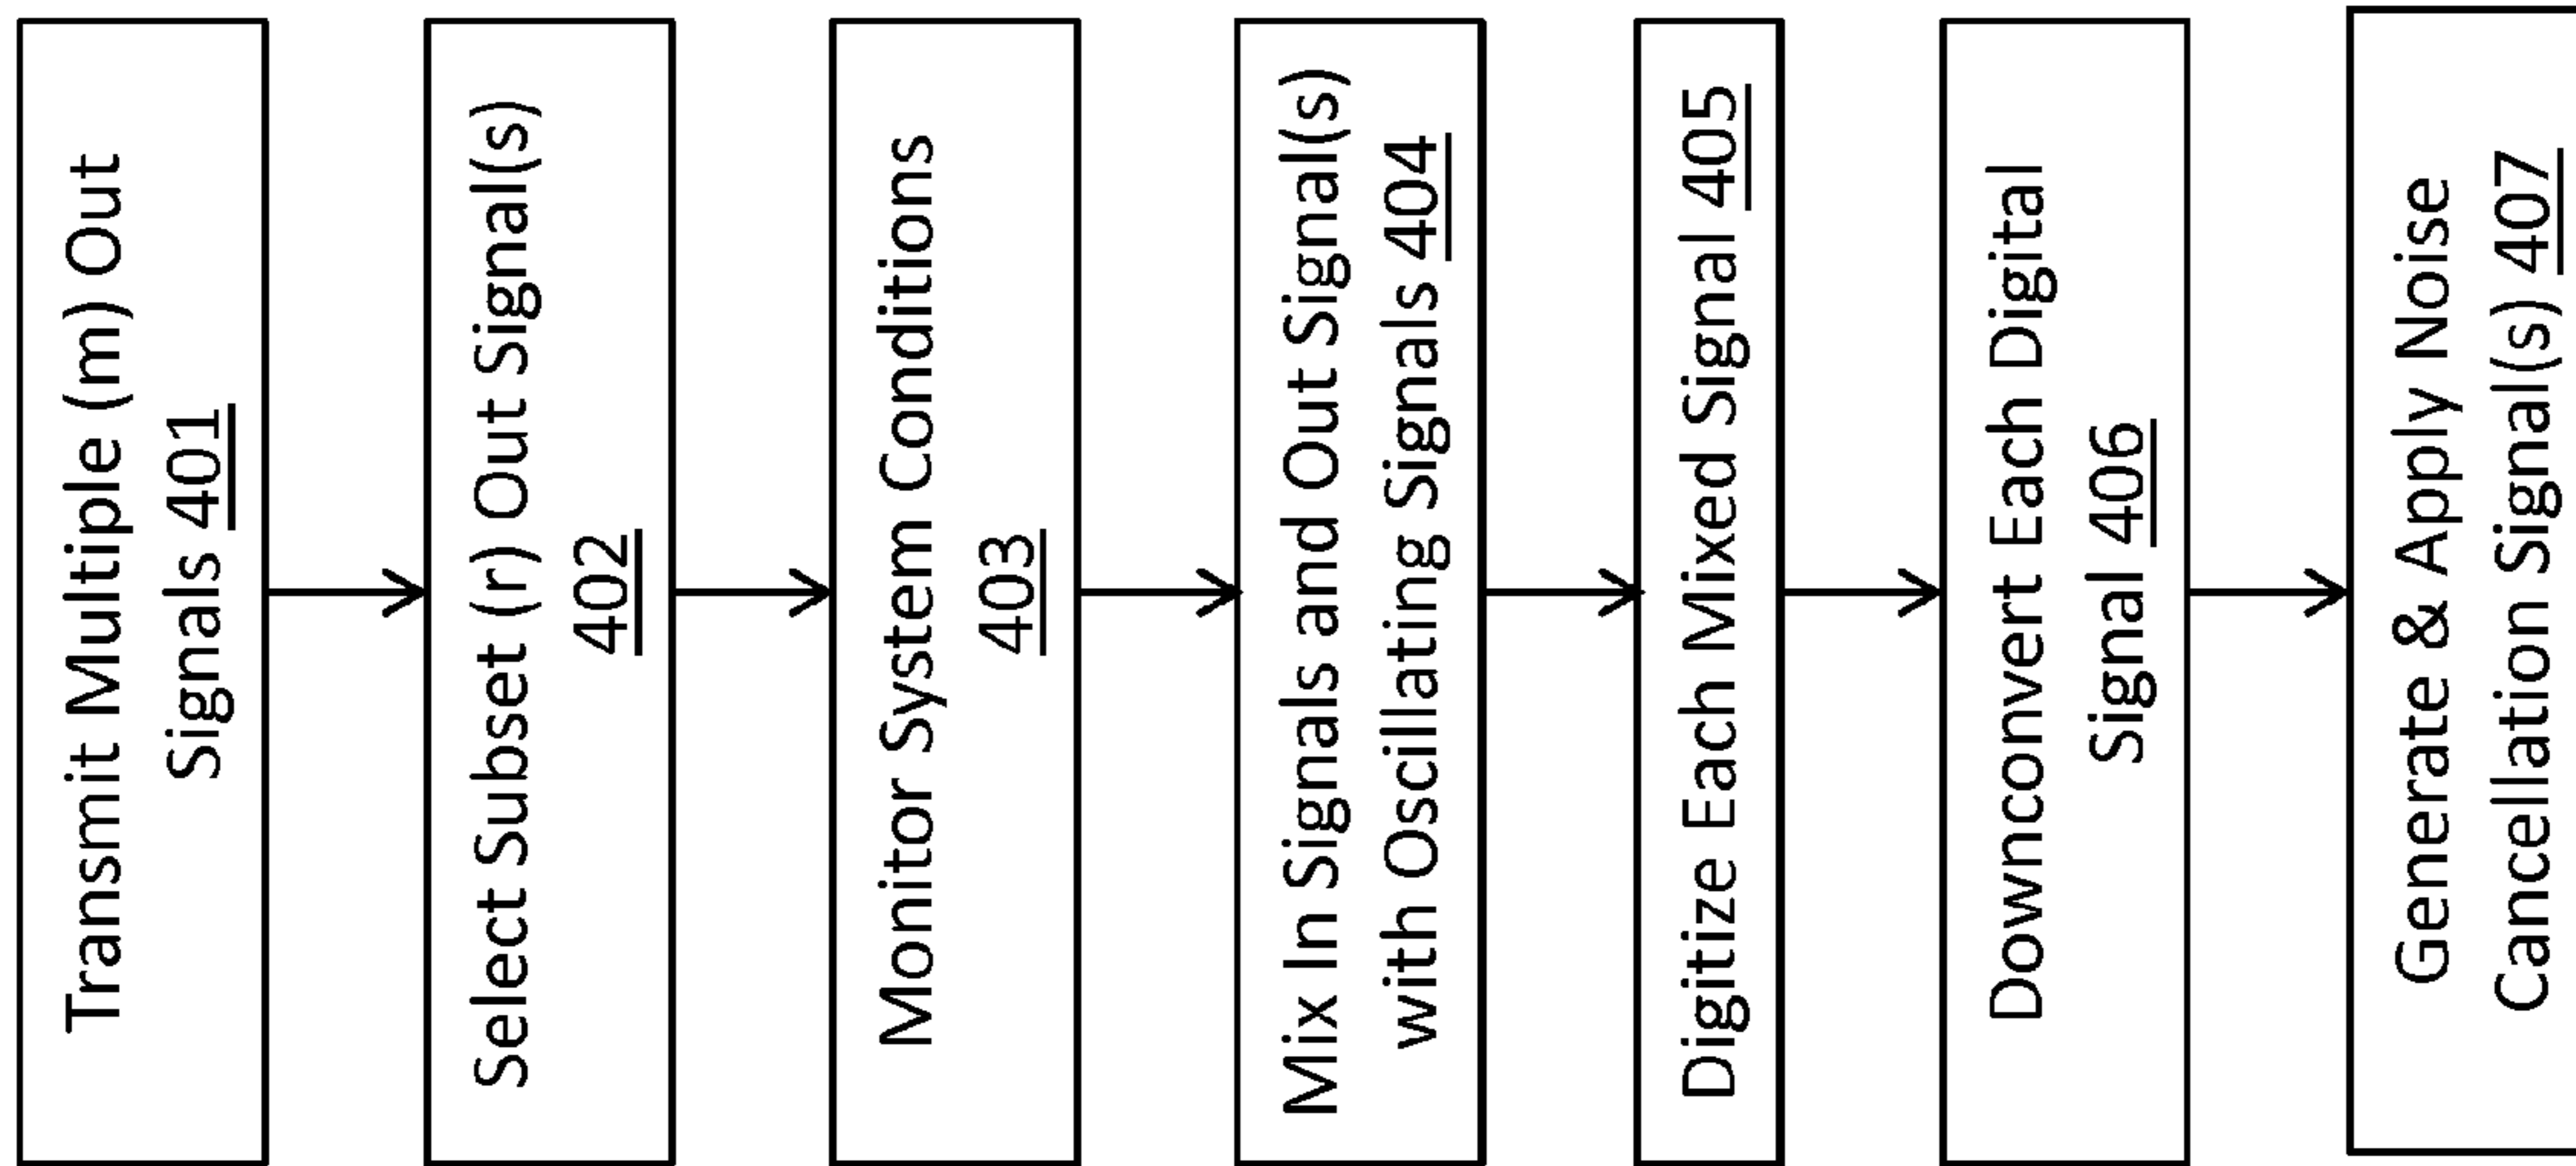 Transmit Multiple (m) Out
Signals 401
Select Subset (r) Out Signal(s)
402
Monitor System Conditions
403
Mix In Signals and Out Signal(s)
with Oscillating Signals 404
Digitize Each Mixed Signal 405
Downconvert Each Digital
Signal 406
Generate & Apply Noise
Cancellation Signal(s) 407